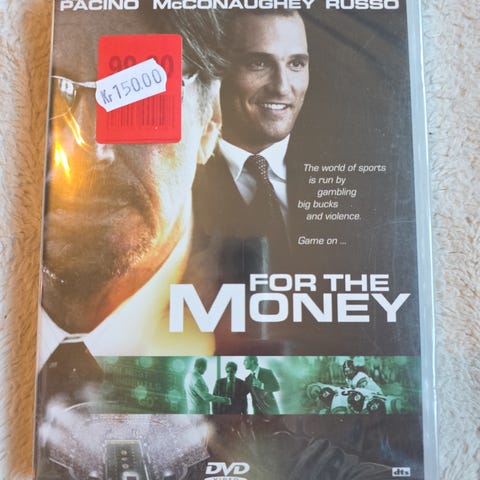 PACINO McCONAUGHEY RUSSO
Kr 150.00
The world of sports
is run by
gambling
big bucks
and violence.
Game on ...
FOR THE
MONEY
DVD
VIDEO
dts